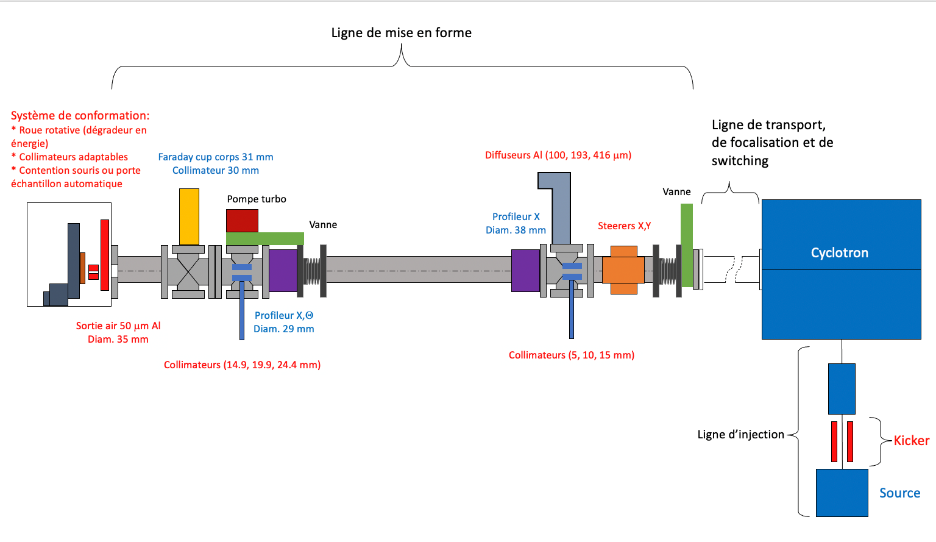 Ligne de mise en forme
Système de conformation:
* Roue rotative (dégradeur en
énergie)
* Collimateurs adaptables
* Contention souris ou porte
échantillon automatique
Faraday cup corps 31 mm
Collimateur 30 mm
Pompe turbo
Vanne
Diffuseurs Al (100, 193, 416 µm)
Profileur X
Diam. 38 mm
Steerers X,Y
Vanne
Ligne de transport,
de focalisation et de
switching
Cyclotron
Sortie air 50 µm Al
Diam. 35 mm
Profileur X,Θ
Diam. 29 mm
Collimateurs (14.9, 19.9, 24.4 mm)
Collimateurs (5, 10, 15 mm)
Ligne d’injection
Kicker
Source